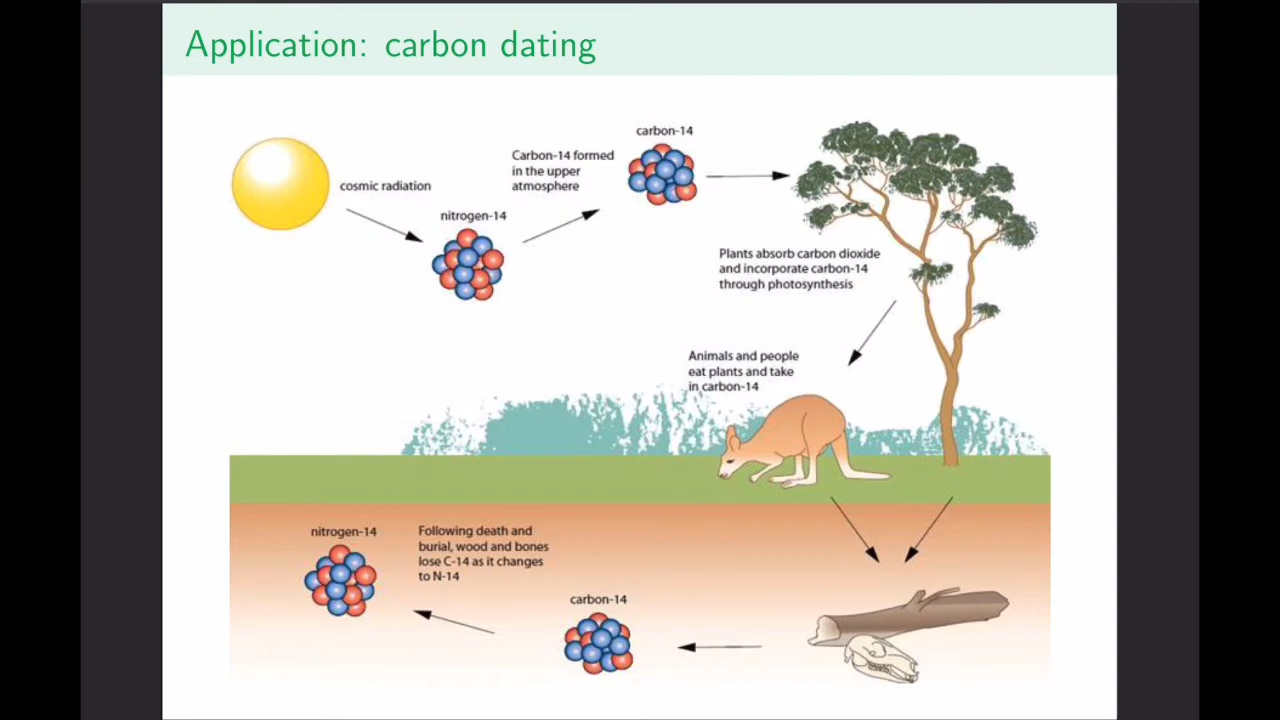 Application: carbon dating
cosmic radiation
nitrogen-14
Carbon-14 formed
in the upper
atmosphere
carbon-14
Plants absorb carbon dioxide
and incorporate carbon-14
through photosynthesis
Animals and people
eat plants and take
in carbon-14
nitrogen-14
Following death and
burial, wood and bones
lose C-14 as it changes
to N-14
carbon-14